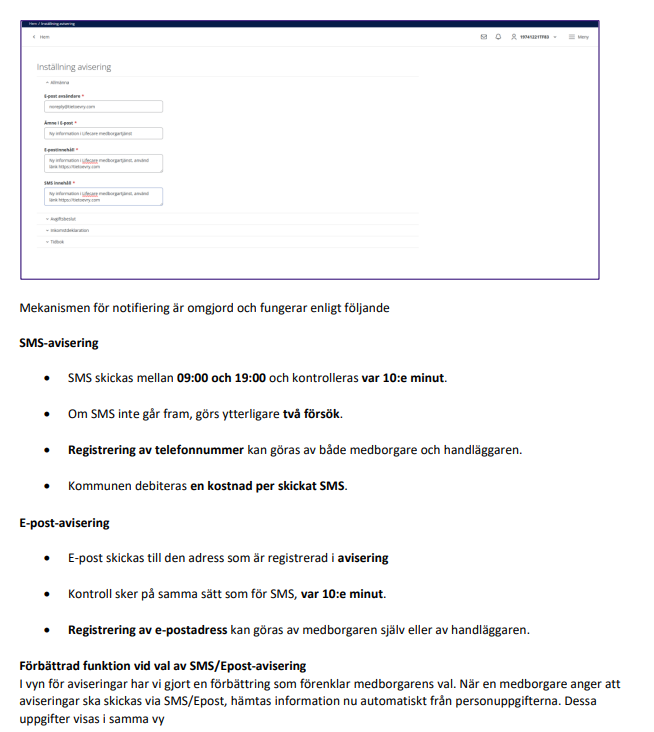 Hem / Inställning avisering
Hem
197412211TF03
Meny
Inställning avisering
Allmänna
E-post avsändare *
noreply@tietoevry.com
Ämne i E-post *
Ny information i Lifecare medborgartjänst
E-postinnehåll *
Ny information i Lifecare medborgartjänst, använd
länk https://tietoevry.com
SMS innehåll *
Ny information i Lifecare medborgartjänst, använd
länk https://tietoevry.com
Avgiftsbeslut
Inkomstdeklaration
Tidbok
Mekanismen för notifiering är omgjord och fungerar enligt följande
SMS-avisering
• SMS skickas mellan 09:00 och 19:00 och kontrolleras var 10:e minut.
• Om SMS inte går fram, görs ytterligare två försök.
• Registrering av telefonnummer kan göras av både medborgare och handläggaren.
• Kommunen debiteras en kostnad per skickat SMS.
E-post-avisering
• E-post skickas till den adress som är registrerad i avisering
• Kontroll sker på samma sätt som för SMS, var 10:e minut.
• Registrering av e-postadress kan göras av medborgaren själv eller av handläggaren.
Förbättrad funktion vid val av SMS/Epost-avisering
I vyn för aviseringar har vi gjort en förbättring som förenklar medborgarens val. När en medborgare anger att
aviseringar ska skickas via SMS/Epost, hämtas information nu automatiskt från personuppgifterna. Dessa
uppgifter visas i samma vy